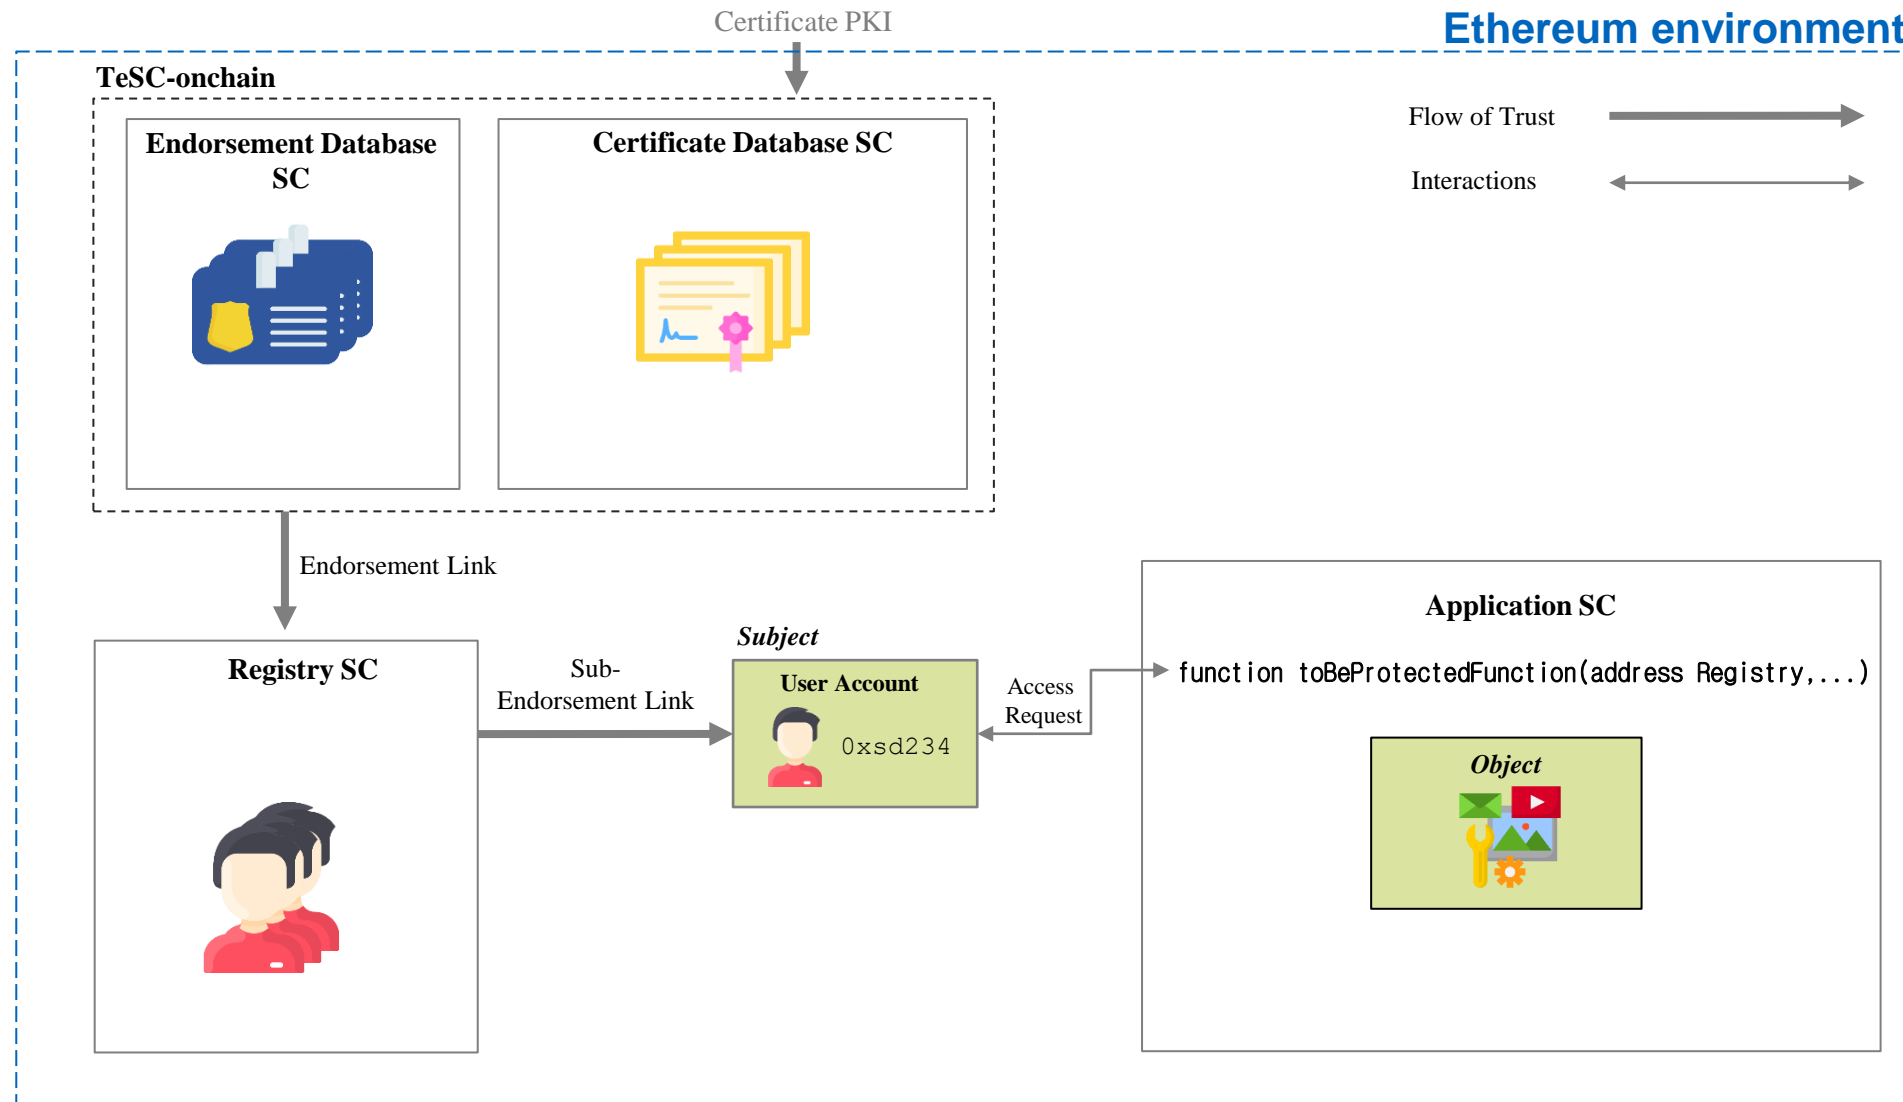 Certificate PKI
Ethereum environment
TeSC-onchain
Endorsement Database
SC
Certificate Database SC
Flow of Trust
Interactions
Endorsement Link
Registry SC
Sub-
Endorsement Link
Subject
User Account
0xsd234
Access
Request
Application SC
function toBeProtectedFunction(address Registry,...)
Object